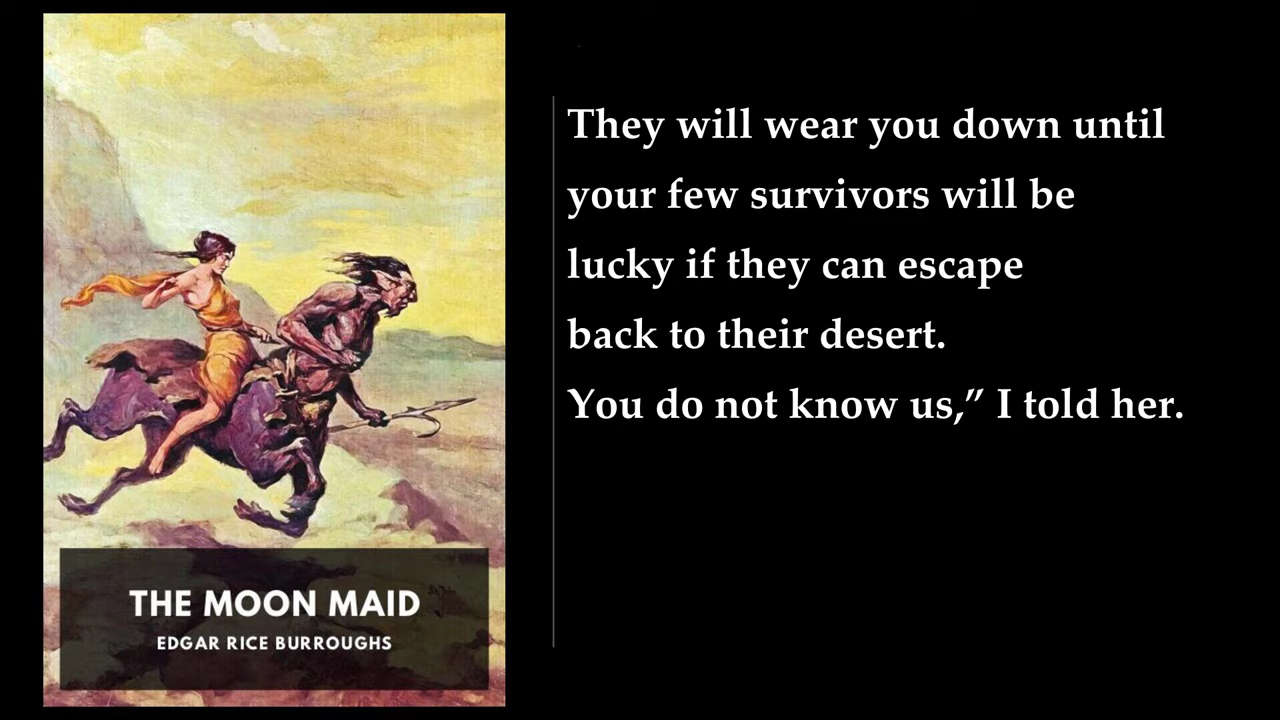 They will wear you down until
your few survivors will be
lucky if they can escape
back to their desert.
You do not know us,” I told her.
THE MOON MAID
EDGAR RICE BURROUGHS